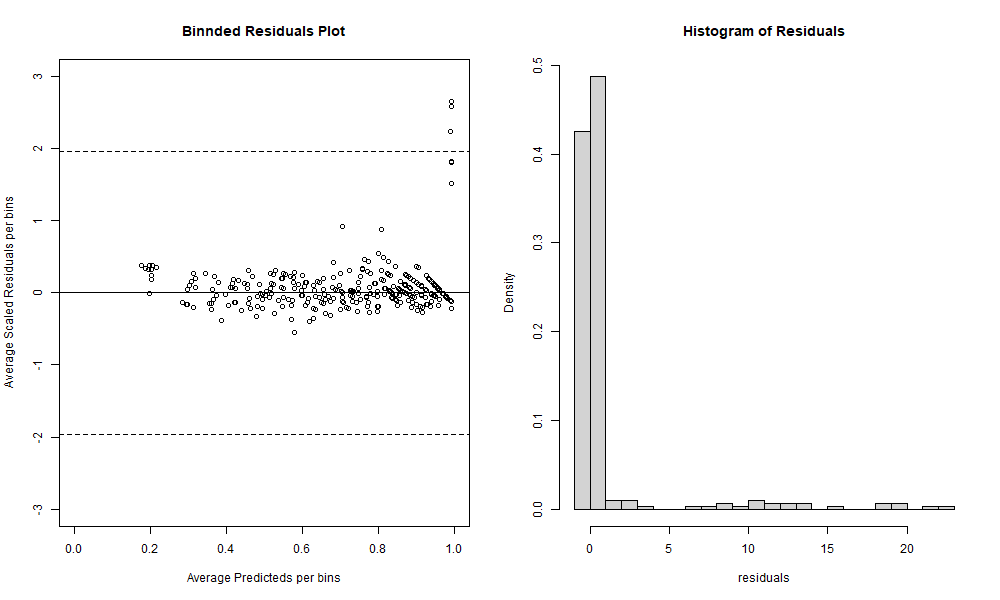 Binnded Residuals Plot
Average Scaled Residuals per bins
3
2
1
0
-1
-2
-3
0.0 0.2 0.4 0.6 0.8 1.0
Average Predicteds per bins
Histogram of Residuals
Density
0.5
0.4
0.3
0.2
0.1
0.0
0 5 10 15 20
residuals